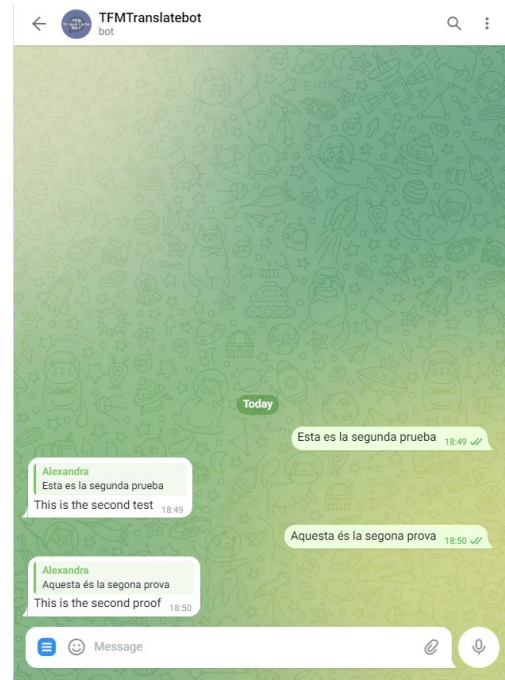 TFMTranslatebot
bot
Today
Esta es la segunda prueba 18:49
Alexandra
Esta es la segunda prueba
This is the second test 18:49
Aquesta és la segona prova 18:50
Alexandra
Aquesta és la segona prova
This is the second proof 18:50
Message